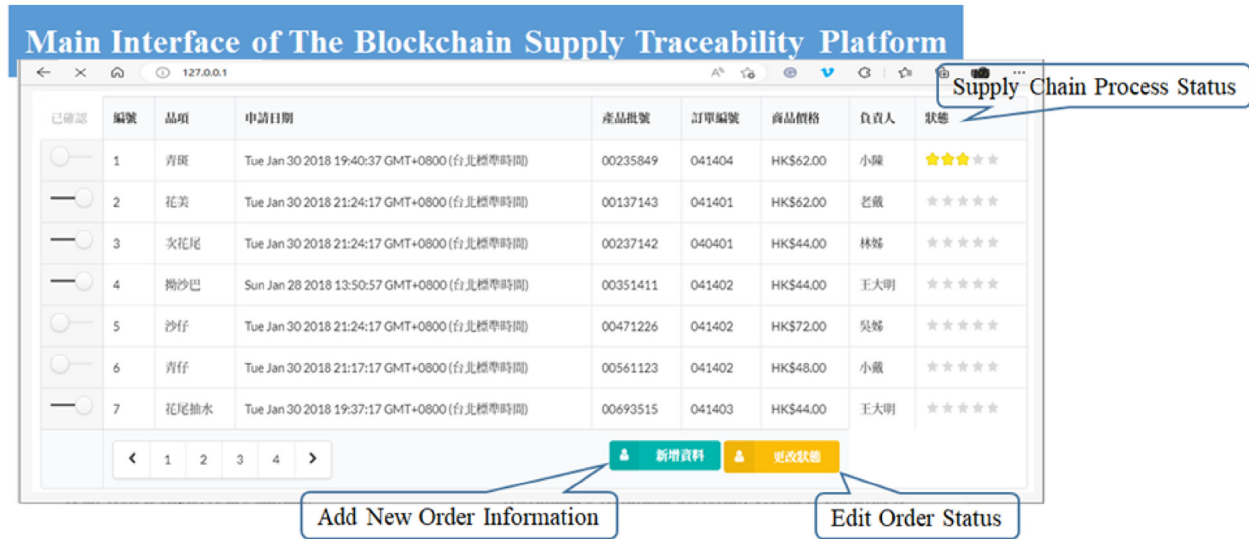 Main Interface of The Blockchain Supply Traceability Platform
127.0.0.1
Supply Chain Process Status
已確認 編號 品項 申請日期 產品批號 訂單編號 商品價格 負責人 狀態
1 青斑 Tue Jan 30 2018 19:40:37 GMT+0800 (台北標準時間) 00235849 041404 HK$62.00 小陳
2 花美 Tue Jan 30 2018 21:24:17 GMT+0800 (台北標準時間) 00137143 041401 HK$62.00 老戴
3 次花尾 Tue Jan 30 2018 21:24:17 GMT+0800 (台北標準時間) 00237142 040401 HK$44.00 林姊
4 拗沙巴 Sun Jan 28 2018 13:50:57 GMT+0800 (台北標準時間) 00351411 041402 HK$44.00 王大明
5 沙仔 Tue Jan 30 2018 21:24:17 GMT+0800 (台北標準時間) 00471226 041402 HK$72.00 吳姊
6 青仔 Tue Jan 30 2018 21:17:17 GMT+0800 (台北標準時間) 00561123 041402 HK$48.00 小戴
7 花尾抽水 Tue Jan 30 2018 19:37:17 GMT+0800 (台北標準時間) 00693515 041403 HK$44.00 王大明
1 2 3 4 新增資料 更改狀態
Add New Order Information
Edit Order Status